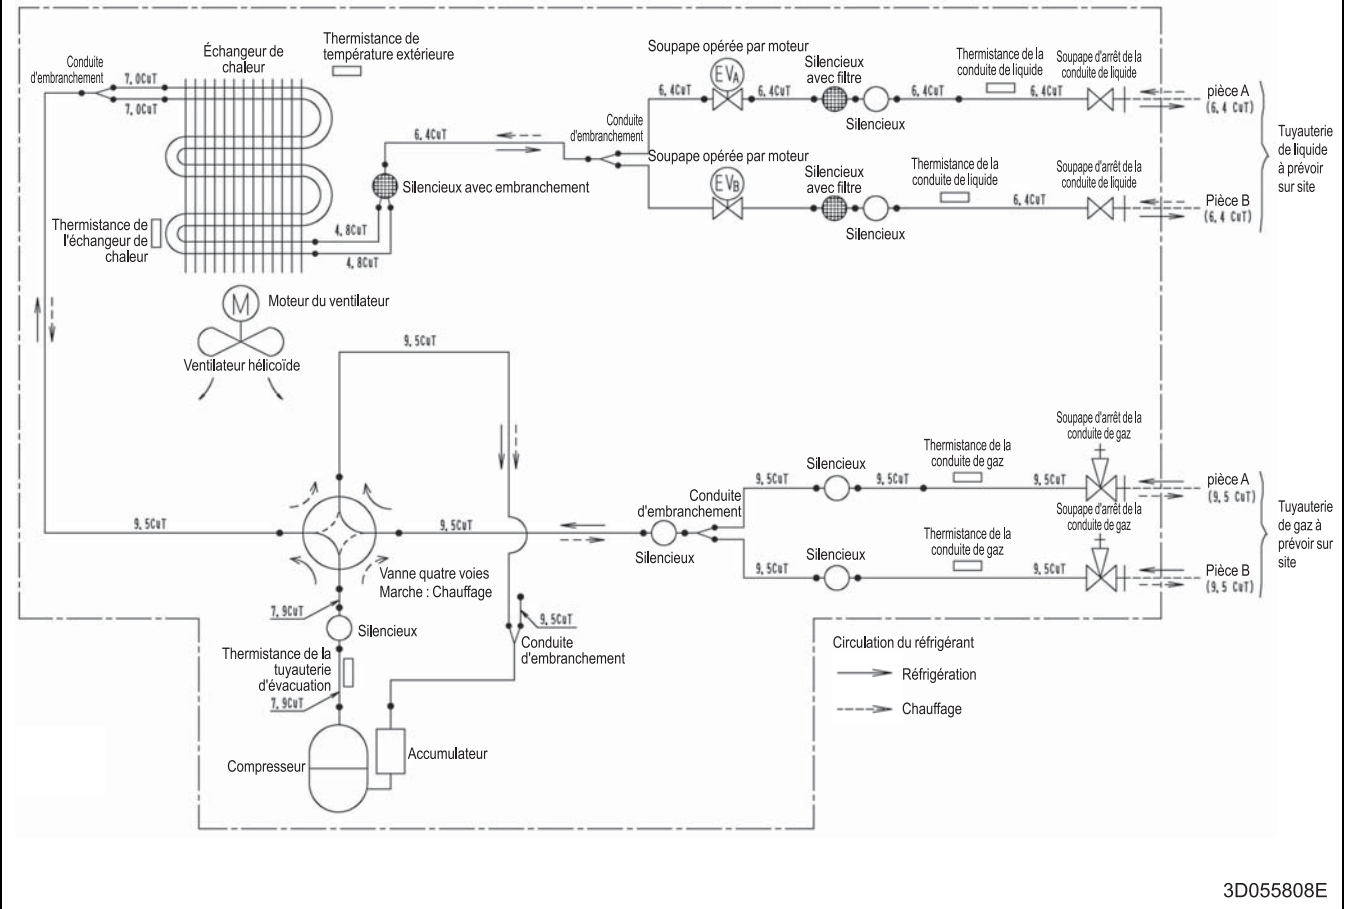 Thermistance de
température extérieure
Échangeur de
chaleur
Conduite
d'embranchement
7,0CuT
7,0CuT
Soupape opérée par moteur
EVA
Silencieux
avec filtre
Thermistance de la
conduite de liquide
Soupape d'arrêt de la
conduite de liquide
6,4CuT
6,4CuT
6,4CuT
6,4CuT
Silencieux
pièce A
(6,4 CuT)
Conduite
d'embranchement
6,4CuT
Soupape opérée par moteur
EVB
Silencieux
avec filtre
Thermistance de la
conduite de liquide
Soupape d'arrêt de la
conduite de liquide
6,4CuT
Silencieux
Pièce B
(6,4 CuT)
Tuyauterie
de liquide
à prévoir
sur site
Silencieux avec embranchement
Thermistance de
l'échangeur de
chaleur
4,8CuT
4,8CuT
M
Moteur du ventilateur
Ventilateur hélicoïde
9,5CuT
Soupape d'arrêt de la
conduite de gaz
Thermistance de la
conduite de gaz
Silencieux
9,5CuT
9,5CuT
9,5CuT
pièce A
(9,5 CuT)
Conduite
d'embranchement
9,5CuT
9,5CuT
Silencieux
Soupape d'arrêt de la
conduite de gaz
Thermistance de la
conduite de gaz
Silencieux
9,5CuT
9,5CuT
Pièce B
(9,5 CuT)
Tuyauterie
de gaz à
prévoir sur
site
Vanne quatre voies
Marche : Chauffage
7,9CuT
Silencieux
9,5CuT
Conduite
d'embranchement
Thermistance de la
tuyauterie
d'évacuation
7,9CuT
Compresseur
Accumulateur
Circulation du réfrigérant
Réfrigération
Chauffage
3D055808E